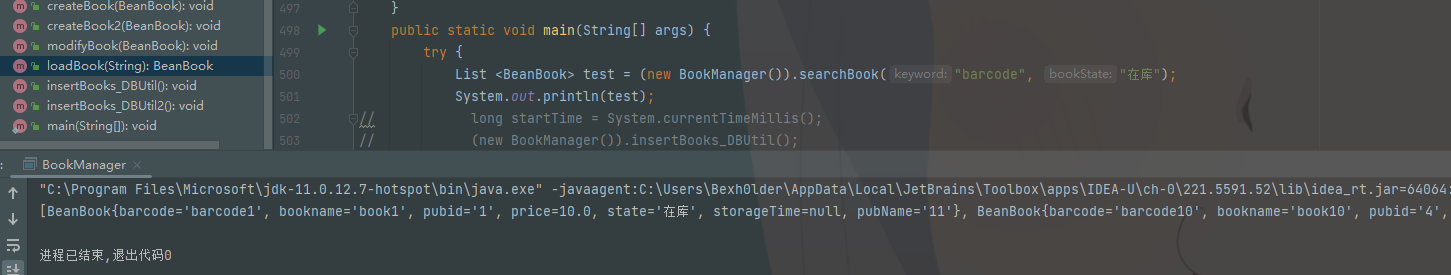 createBook(BeanBook): void
createBook2(BeanBook): void
modifyBook(BeanBook): void
loadBook(String): BeanBook
insertBooks_DBUtil(): void
insertBooks_DBUtil2(): void
main(String[]): void
497 }
498 public static void main(String[] args) {
499 try {
500 List <BeanBook> test = (new BookManager()).searchBook( keyword: "barcode", bookState: "在库");
501 System.out.println(test);
502 // long startTime = System.currentTimeMillis();
503 // (new BookManager()).insertBooks_DBUtil();
: BookManager ×
"C:\Program Files\Microsoft\jdk-11.0.12.7-hotspot\bin\java.exe" -javaagent:C:\Users\Bexh0lder\AppData\Local\JetBrains\Toolbox\apps\IDEA-U\ch-0\221.5591.52\lib\idea_rt.jar=64064:
[BeanBook{barcode='barcode1', bookname='book1', pubid='1', price=10.0, state='在库', storageTime=null, pubName='11'}, BeanBook{barcode='barcode10', bookname='book10', pubid='4',
进程已结束,退出代码0